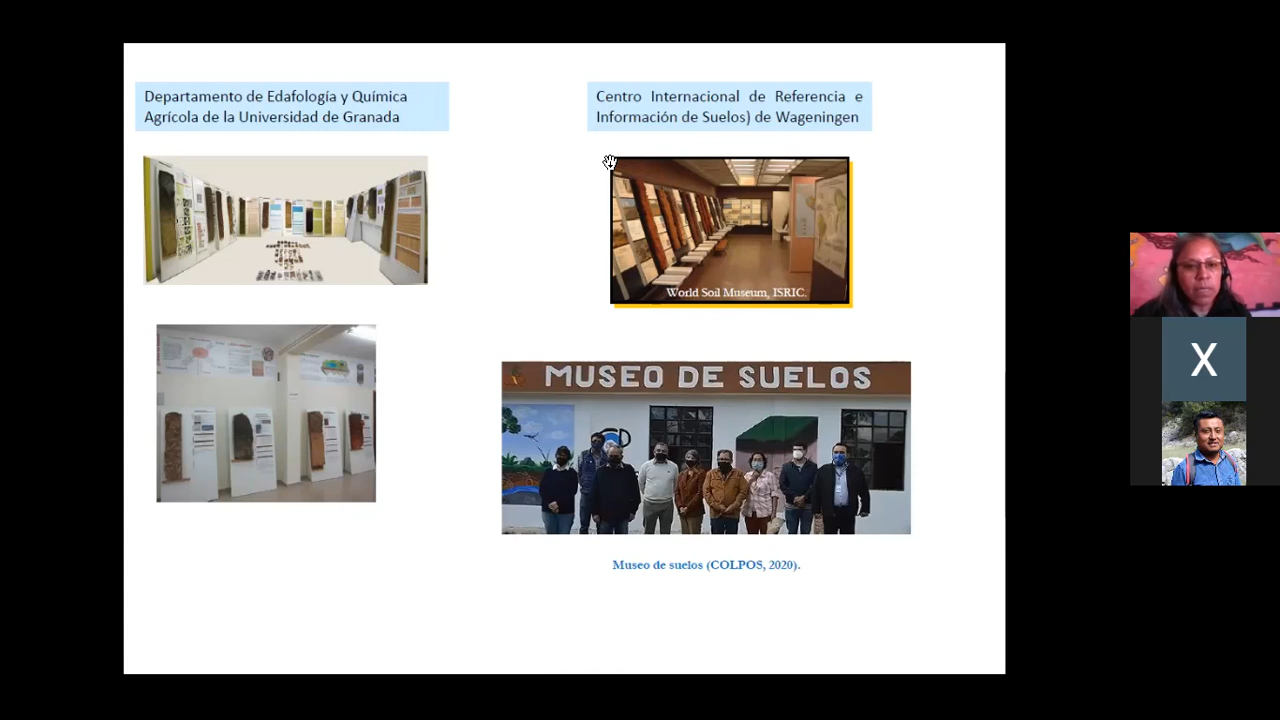 Departamento de Edafología y Química
Agrícola de la Universidad de Granada
Centro Internacional de Referencia e
Información de Suelos) de Wageningen
World Soil Museum, ISRIC.
MUSEO DE SUELOS
Museo de suelos (COLPOS, 2020).
X